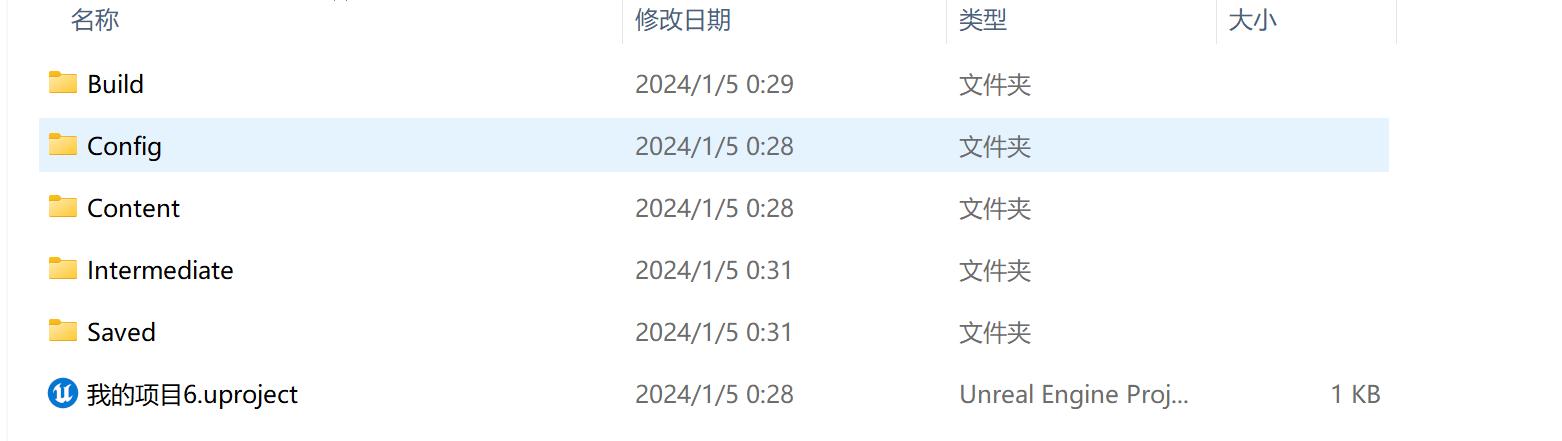 名称 修改日期 类型 大小
Build 2024/1/5 0:29 文件夹
Config 2024/1/5 0:28 文件夹
Content 2024/1/5 0:28 文件夹
Intermediate 2024/1/5 0:31 文件夹
Saved 2024/1/5 0:31 文件夹
我的项目6.uproject 2024/1/5 0:28 Unreal Engine Proj... 1 KB